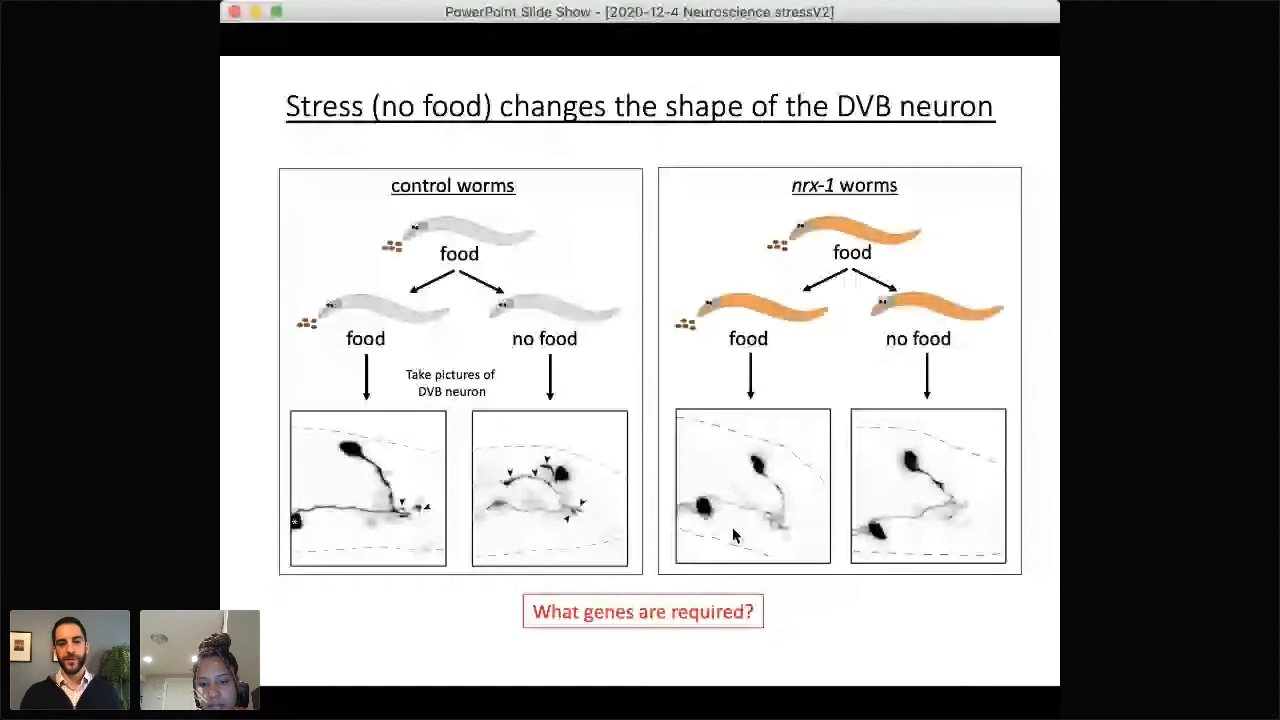 PowerPoint Slide Show - [2020-12-4 Neuroscience stressV2]
Stress (no food) changes the shape of the DVB neuron
control worms
food
food
no food
Take pictures of
DVB neuron
*
nrx-1 worms
food
food
no food
What genes are required?